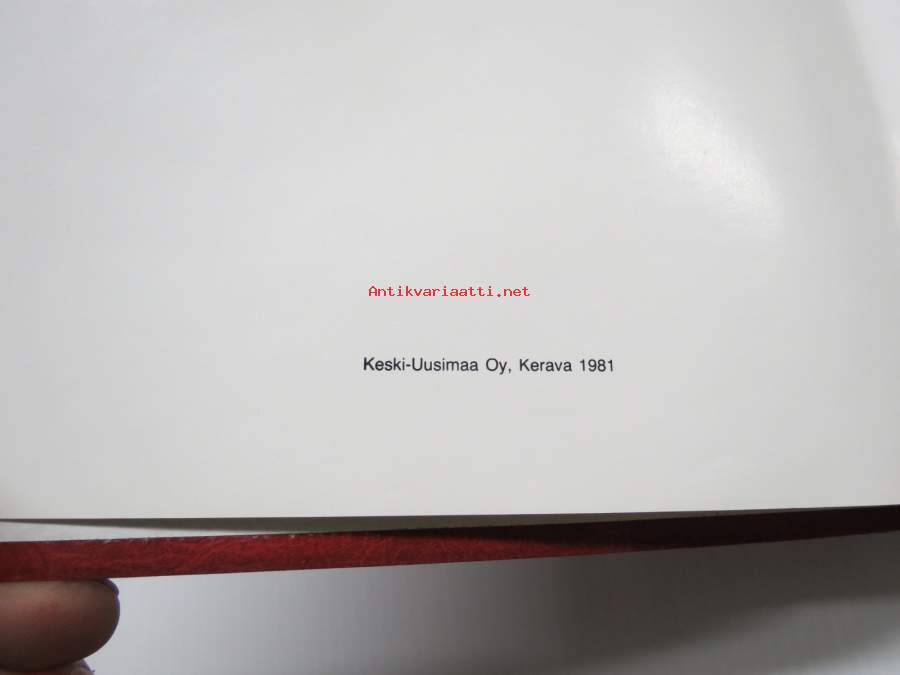 Antikvariaatti.net
Keski-Uusimaa Oy, Kerava 1981